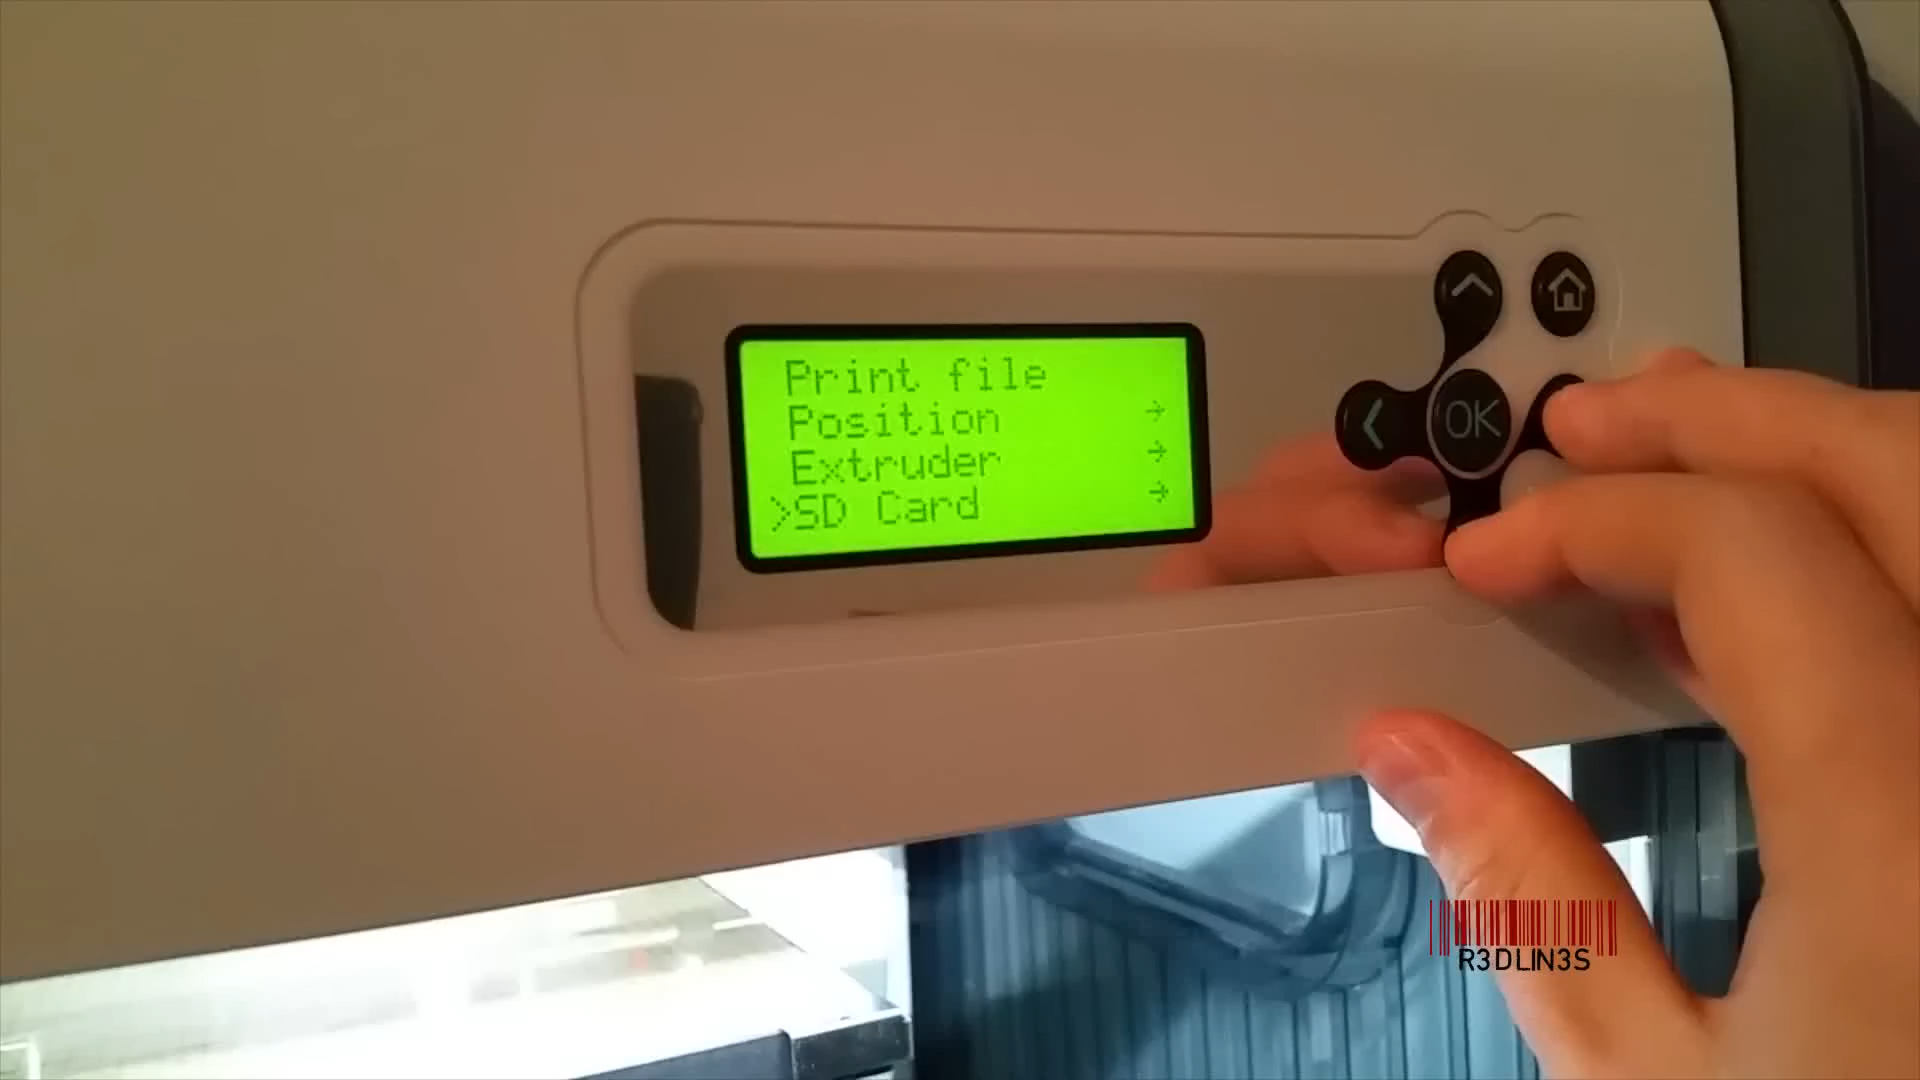 Print file
Position →
Extruder →
>SD Card →
OK
R3DLIN3S